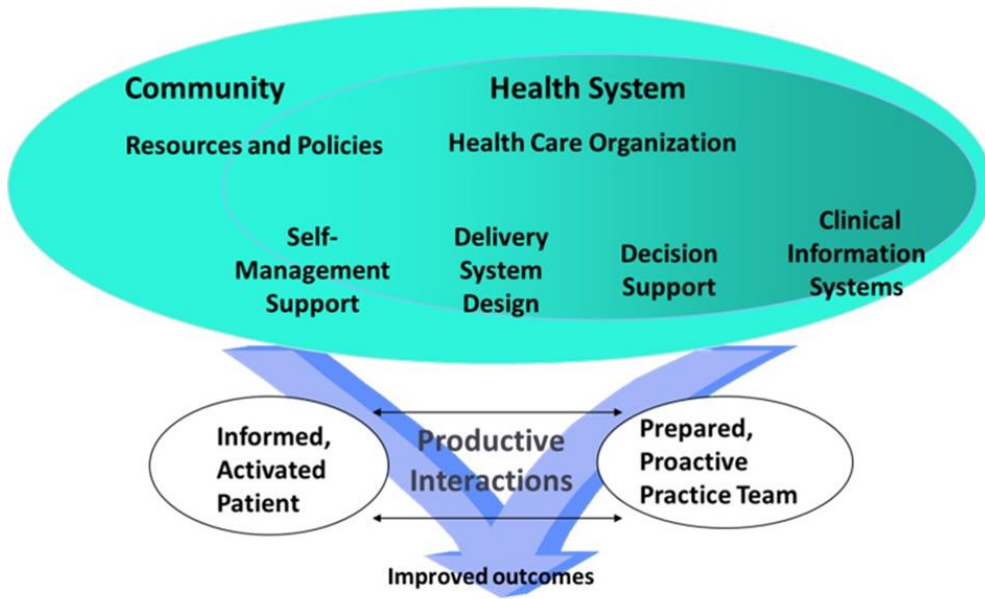 Community
Health System
Resources and Policies
Health Care Organization
Self-
Management
Support
Delivery
System
Design
Decision
Support
Clinical
Information
Systems
Informed,
Activated
Patient
Productive
Interactions
Prepared,
Proactive
Practice Team
Improved outcomes